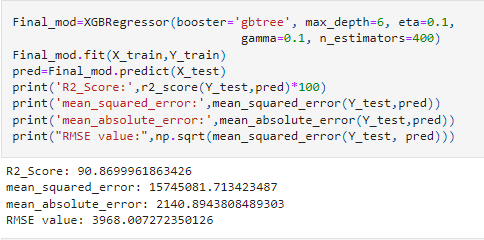 Final_mod=XGBRegressor(booster='gbtree', max_depth=6, eta=0.1,
gamma=0.1, n_estimators=400)
Final_mod.fit(X_train,Y_train)
pred=Final_mod.predict(X_test)
print('R2_Score:',r2_score(Y_test,pred)*100)
print('mean_squared_error:',mean_squared_error(Y_test,pred))
print('mean_absolute_error:',mean_absolute_error(Y_test,pred))
print("RMSE value:",np.sqrt(mean_squared_error(Y_test, pred)))
R2_Score: 90.8699961863426
mean_squared_error: 15745081.713423487
mean_absolute_error: 2140.8943808489303
RMSE value: 3968.007272350126